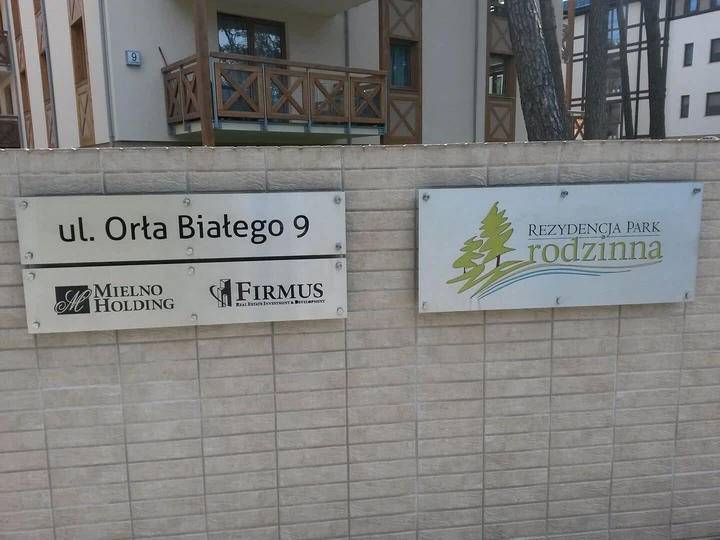 9
ul. Orła Białego 9
MIELNO
HOLDING
FIRMUS
REAL ESTATE INVESTMENT & DEVELOPMENT
REZYDENCJA PARK
rodzinna